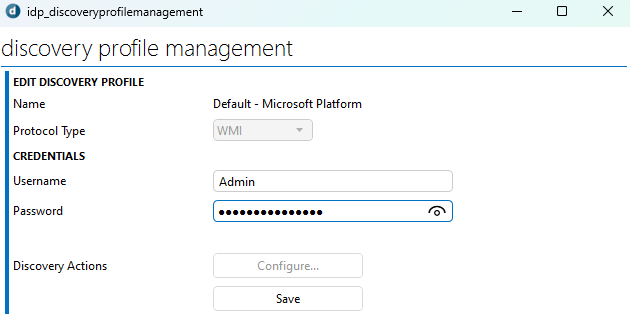 idp_discoveryprofilemanagement
discovery profile management
EDIT DISCOVERY PROFILE
Name Default - Microsoft Platform
Protocol Type WMI
CREDENTIALS
Username Admin
Password ●●●●●●●●●●●●●●●
Discovery Actions Configure...
Save